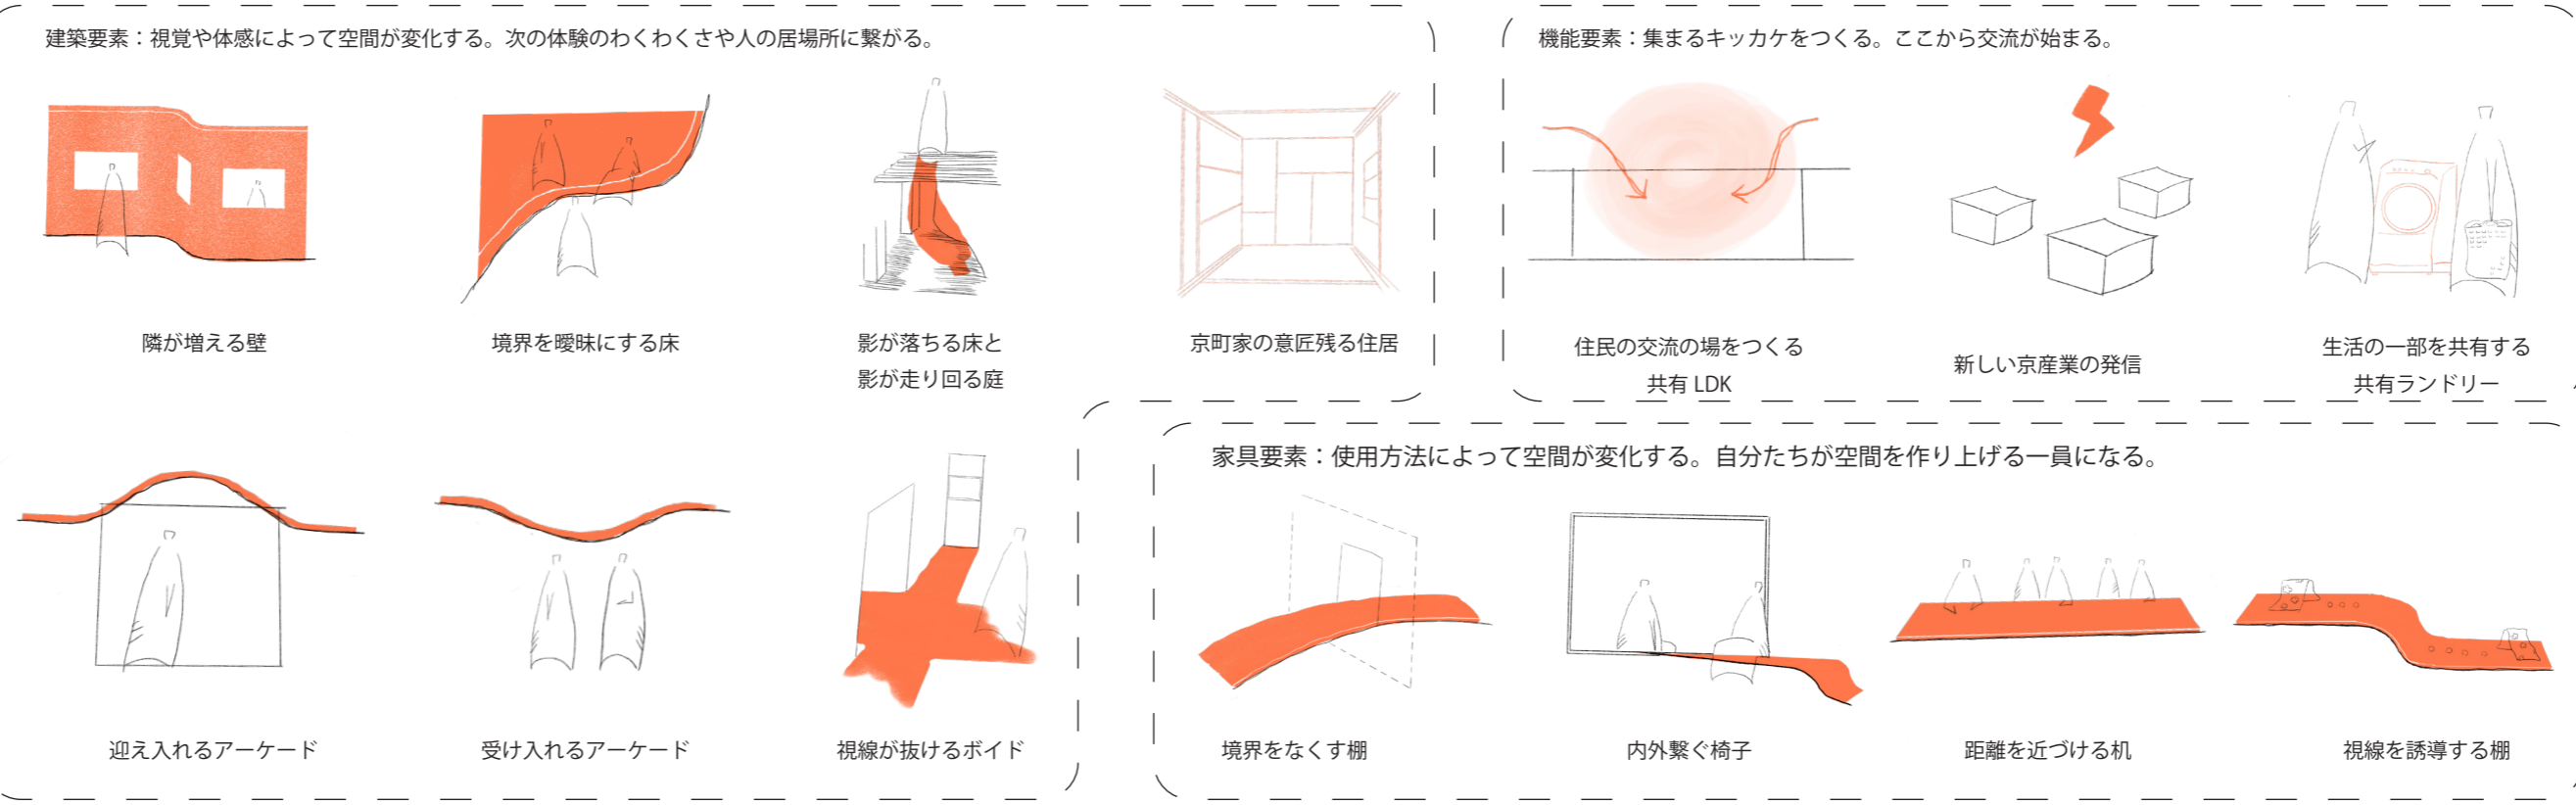 建築要素：視覚や体感によって空間が変化する。次の体験のわくわくさや人の居場所に繋がる。
隣が増える壁
境界を曖昧にする床
影が落ちる床と
影が走り回る庭
京町家の意匠残る住居
迎え入れるアーケード
受け入れるアーケード
視線が抜けるボイド
機能要素：集まるキッカケをつくる。ここから交流が始まる。
住民の交流の場をつくる
共有 LDK
新しい京産業の発信
生活の一部を共有する
共有ランドリー
家具要素：使用方法によって空間が変化する。自分たちが空間を作り上げる一員になる。
境界をなくす棚
内外繋ぐ椅子
距離を近づける机
視線を誘導する棚